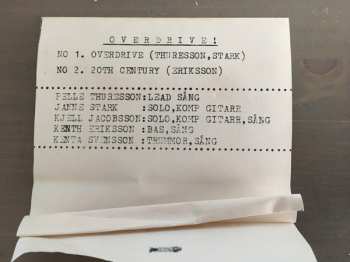 OVERDRIVE!
NO 1. OVERDRIVE (THURESSON,STARK)
NO 2. 20TH CENTURY (ERIKSSON)
PELLE THURESSON:LEAD SÅNG
JANNE STARK :SOLO,KOMP GITARR
KJELL JACOBSSON:SOLO,KOMP GITARR,SÅNG
KENTH ERIKSSON :BAS,SÅNG
KENTA SVENSSON :TRUMMOR,SÅNG